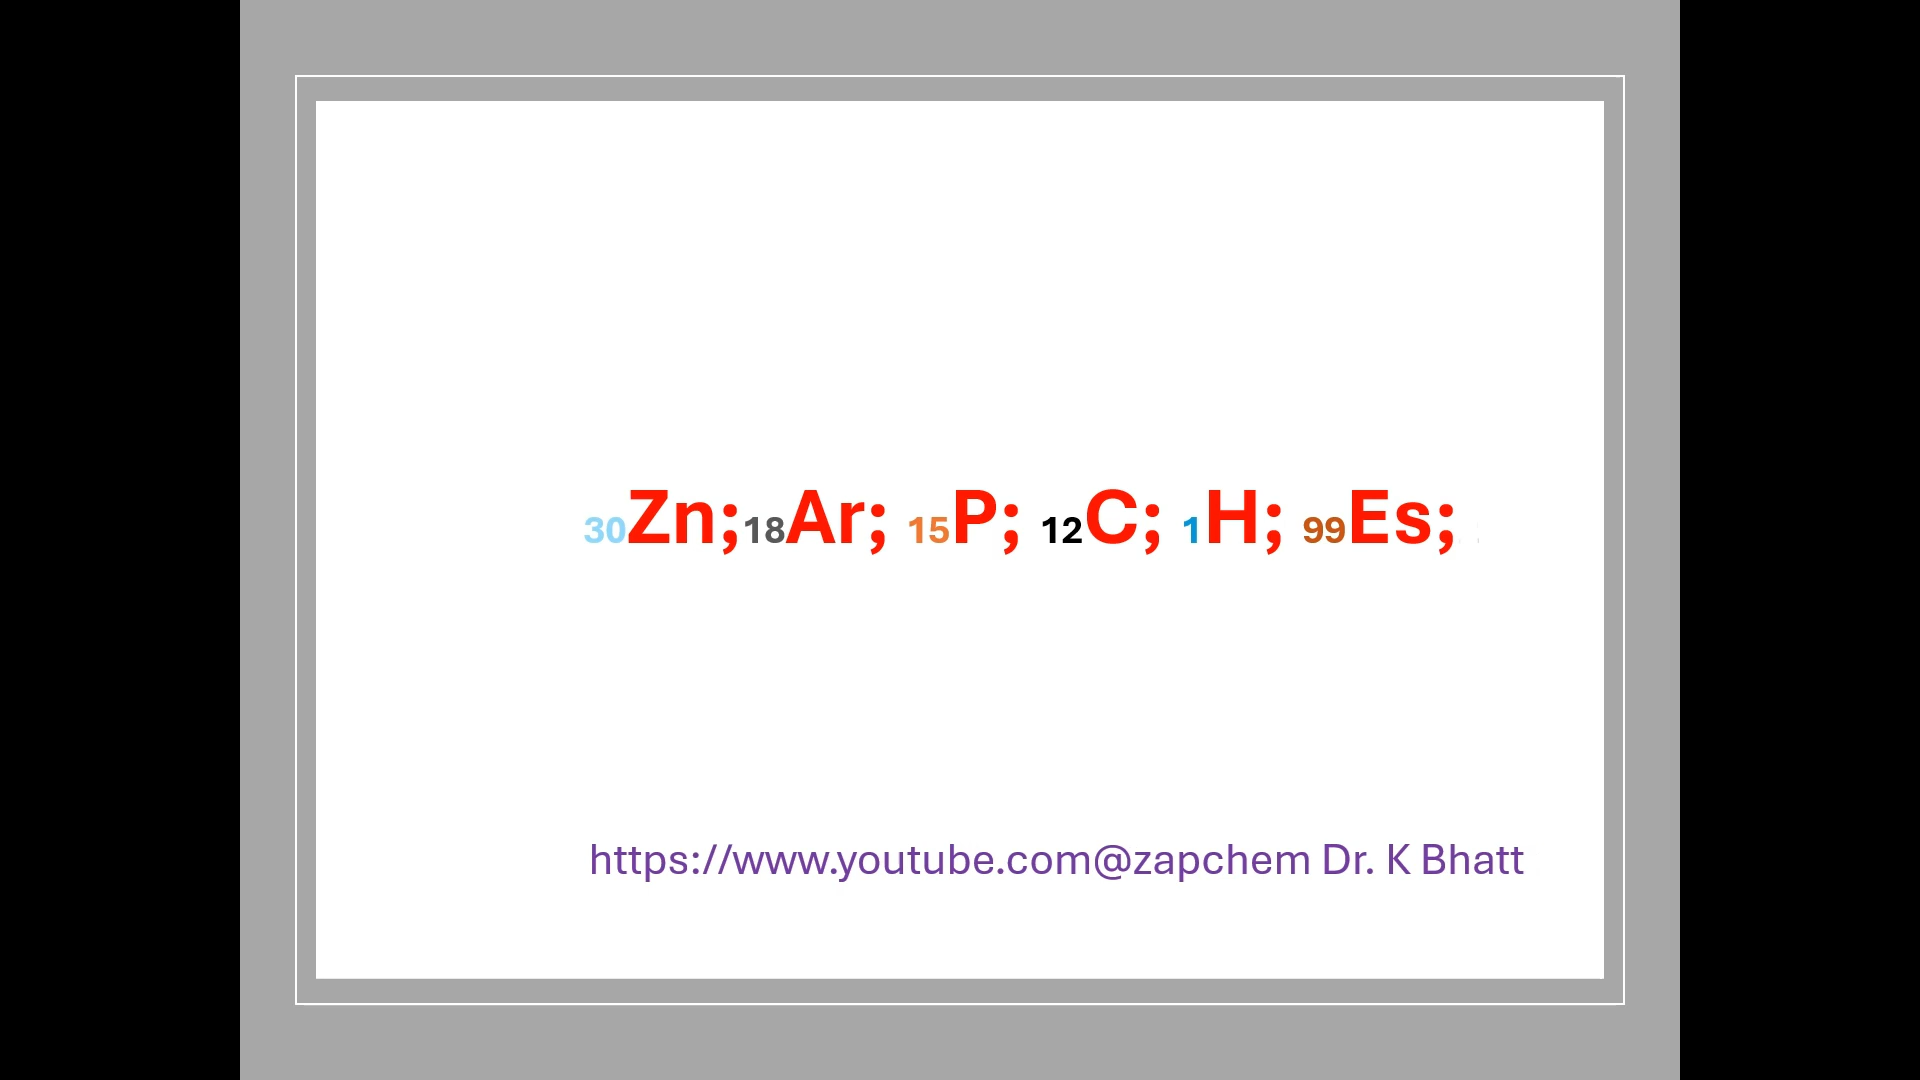 30Zn;18Ar; 15P; 12C; 1H; 99Es;
https://www.youtube.com@zapchem Dr. K Bhatt